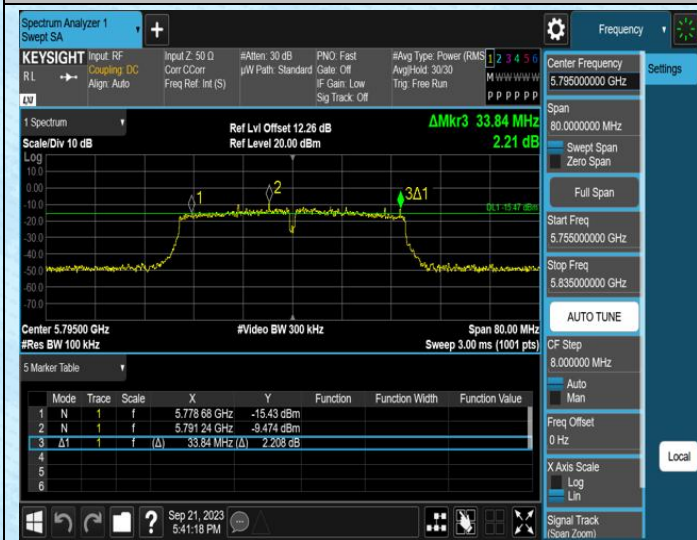 Spectrum Analyzer 1
Swept SA
Frequency
KEYSIGHT Input: RF Input Z: 50 Ω #Atten: 30 dB PNO: Fast #Avg Type: Power (RMS 1 2 3 4 5 6
RL Coupling: DC Corr CCorr µW Path: Standard Gate: Off Avg|Hold: 30/30 M W W W W W
Align: Auto Freq Ref: Int (S) IF Gain: Low Trig: Free Run
Sig Track: Off P P P P P P
LXI
1 Spectrum
Ref Lvl Offset 12.26 dB
ΔMkr3 33.84 MHz
Scale/Div 10 dB
Ref Level 20.00 dBm
2.21 dB
Log
10.0
0.00
-10.0
-20.0
-30.0
-40.0
-50.0
-60.0
-70.0
1
2
3Δ1
DL1 -15.47 dBm
Center 5.79500 GHz #Video BW 300 kHz Span 80.00 MHz
#Res BW 100 kHz Sweep 3.00 ms (1001 pts)
5 Marker Table
Mode Trace Scale X Y Function Function Width Function Value
1 N 1 f 5.778 68 GHz -15.43 dBm
2 N 1 f 5.791 24 GHz -9.474 dBm
3 Δ1 1 f (Δ) 33.84 MHz (Δ) 2.208 dB
4
5
6
Sep 21, 2023
5:41:18 PM
Center Frequency
5.795000000 GHz
Span
80.0000000 MHz
Swept Span
Zero Span
Full Span
Start Freq
5.755000000 GHz
Stop Freq
5.835000000 GHz
AUTO TUNE
CF Step
8.000000 MHz
Auto
Man
Freq Offset
0 Hz
X Axis Scale
Log
Lin
Signal Track
(Span Zoom)
Settings
Local